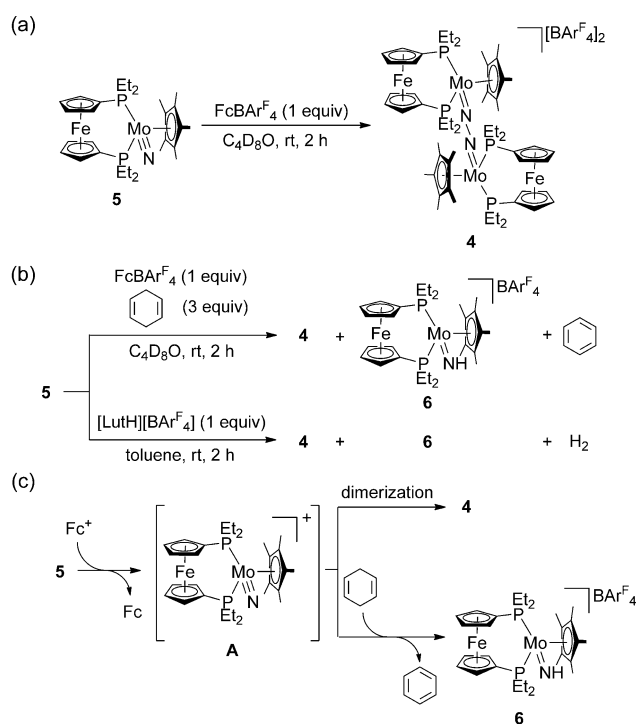 (a)
Et2
P
Fe
Mo
P
N
Et2
5
FcBArF4 (1 equiv)
C4D8O, rt, 2 h
Et2
P
Fe
Mo
P
Et2
N
N
Et2
P
Mo
Fe
P
Et2
[BArF4]2
4
(b)
FcBArF4 (1 equiv)
(3 equiv)
C4D8O, rt, 2 h
5
[LutH][BArF4] (1 equiv)
toluene, rt, 2 h
4 +
Et2
P
Fe
Mo
P
NH
Et2
BArF4
6
+
4 + 6 + H2
(c)
Fc+
5
Fc
Et2
P
Fe
Mo
P
N
Et2
+
A
dimerization
4
Et2
P
Fe
Mo
P
NH
Et2
BArF4
6